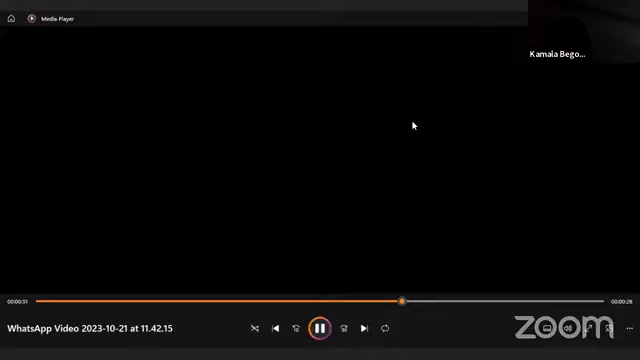 Media Player
Kamala Bego...
00:00:51
00:00:28
WhatsApp Video 2023-10-21 at 11.42.15
zoom